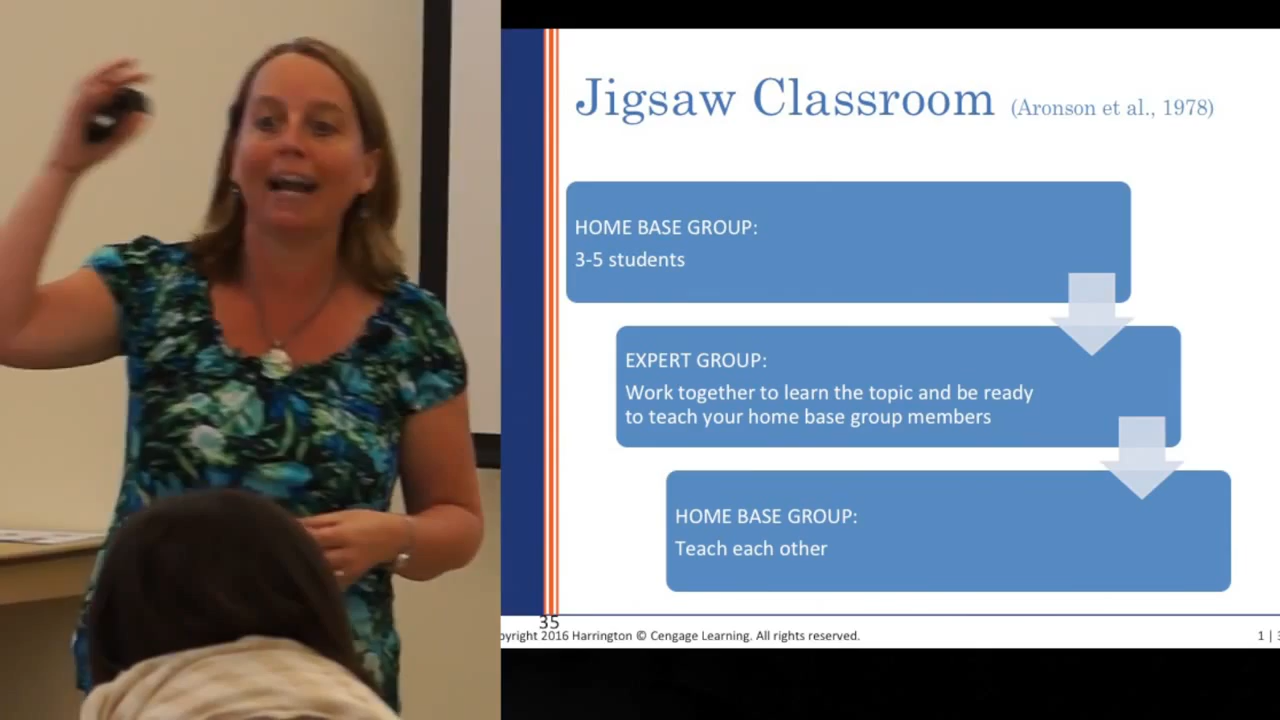 Jigsaw Classroom (Aronson et al., 1978)
HOME BASE GROUP:
3-5 students
EXPERT GROUP:
Work together to learn the topic and be ready
to teach your home base group members
HOME BASE GROUP:
Teach each other
35
pyright 2016 Harrington © Cengage Learning. All rights reserved.
1 |